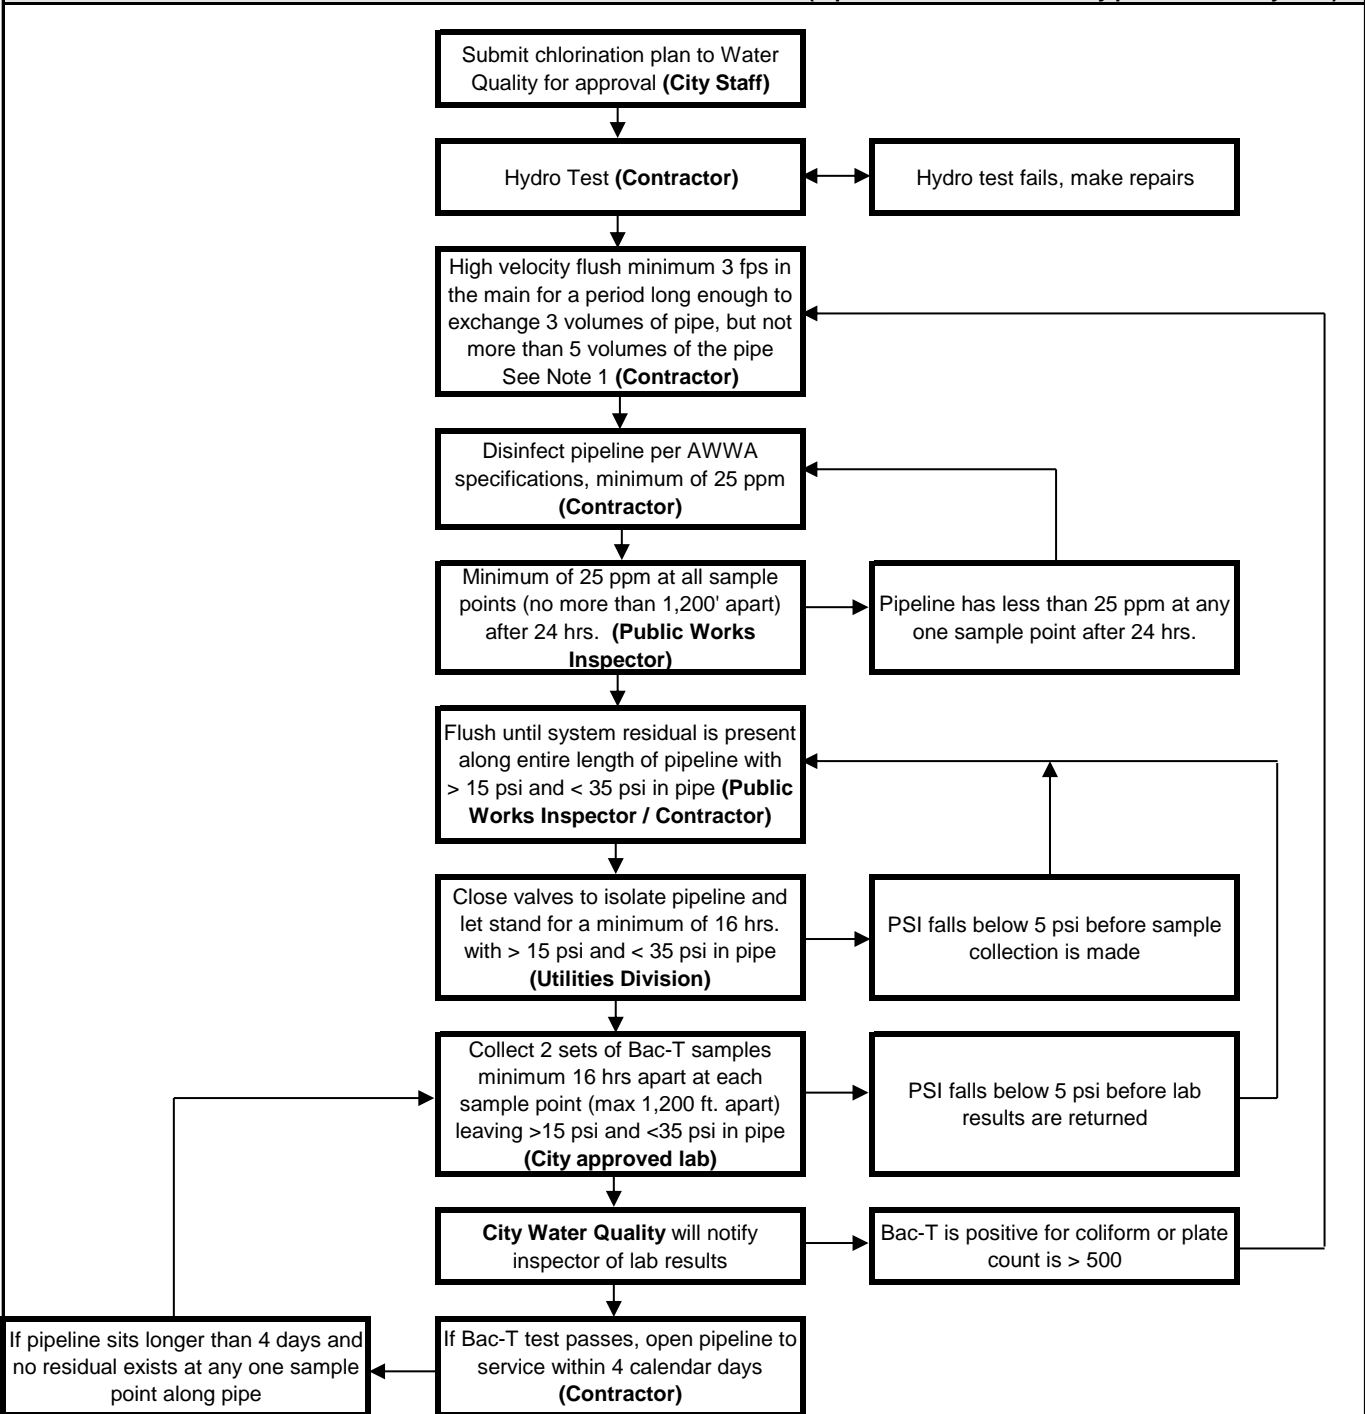 Submit chlorination plan to Water
Quality for approval (City Staff)
Hydro Test (Contractor)
Hydro test fails, make repairs
High velocity flush minimum 3 fps in
the main for a period long enough to
exchange 3 volumes of pipe, but not
more than 5 volumes of the pipe
See Note 1 (Contractor)
Disinfect pipeline per AWWA
specifications, minimum of 25 ppm
(Contractor)
Minimum of 25 ppm at all sample
points (no more than 1,200' apart)
after 24 hrs.  (Public Works
Inspector)
Pipeline has less than 25 ppm at any
one sample point after 24 hrs.
Flush until system residual is present
along entire length of pipeline with
> 15 psi and < 35 psi in pipe (Public
Works Inspector / Contractor)
Close valves to isolate pipeline and
let stand for a minimum of 16 hrs.
with > 15 psi and < 35 psi in pipe
(Utilities Division)
PSI falls below 5 psi before sample
collection is made
Collect 2 sets of Bac-T samples
minimum 16 hrs apart at each
sample point (max 1,200 ft. apart)
leaving >15 psi and <35 psi in pipe
(City approved lab)
PSI falls below 5 psi before lab
results are returned
City Water Quality will notify
inspector of lab results
Bac-T is positive for coliform or plate
count is > 500
If pipeline sits longer than 4 days and
no residual exists at any one sample
point along pipe
If Bac-T test passes, open pipeline to
service within 4 calendar days
(Contractor)